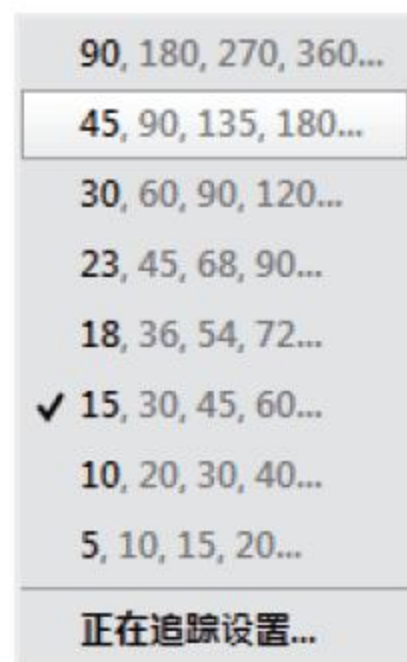 90, 180, 270, 360...
45, 90, 135, 180...
30, 60, 90, 120...
23, 45, 68, 90...
18, 36, 54, 72...
15, 30, 45, 60...
10, 20, 30, 40...
5, 10, 15, 20...
正在追踪设置...